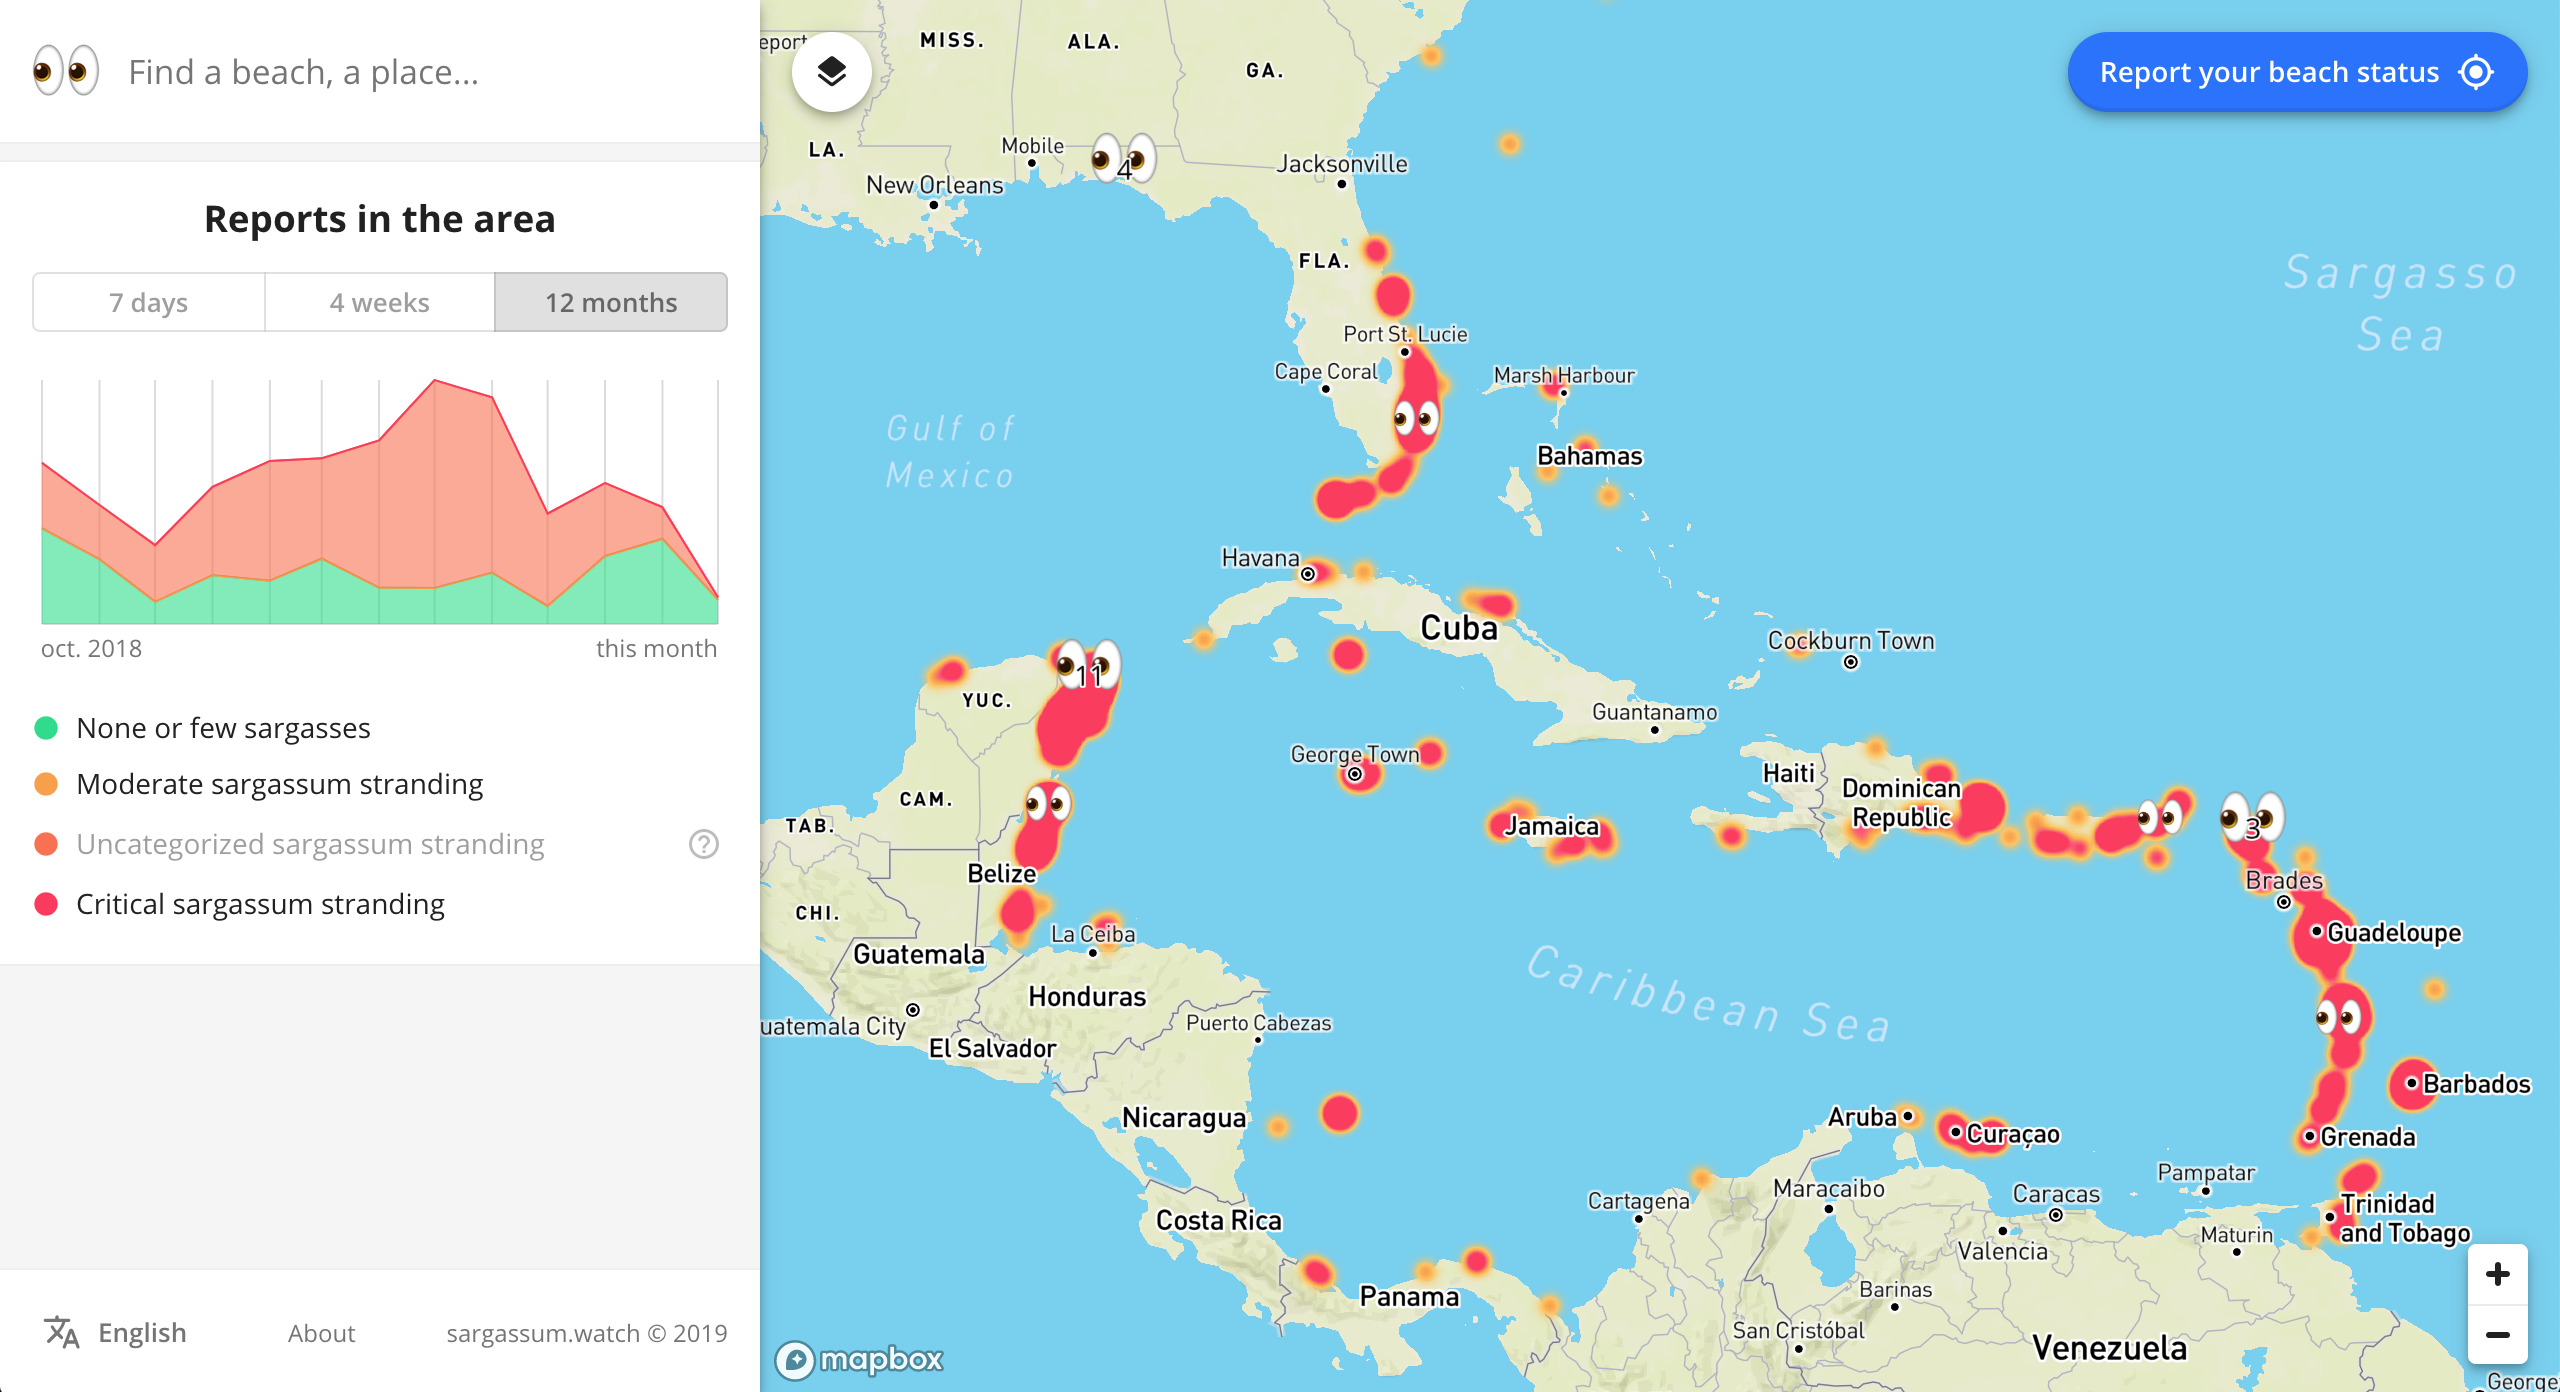 Find a beach, a place...
Reports in the area
7 days
4 weeks
12 months
oct. 2018
this month
None or few sargasses
Moderate sargassum stranding
Uncategorized sargassum stranding
?
Critical sargassum stranding
English
About
sargassum.watch © 2019
Report your beach status
eport
MISS.
ALA.
GA.
LA.
Mobile
4
Jacksonville
New Orleans
FLA.
Sargasso
Sea
Port St. Lucie
Cape Coral
Marsh Harbour
Gulf of
Mexico
Bahamas
Havana
Cuba
Cockburn Town
11
YUC.
Guantanamo
George Town
Haiti
Dominican
Republic
CAM.
TAB.
Jamaica
3
Belize
Brades
CHI.
La Ceiba
Guadeloupe
Guatemala
Caribbean Sea
Honduras
uatemala City
Puerto Cabezas
El Salvador
Barbados
Nicaragua
Aruba
Curaçao
Grenada
Pampatar
Maracaibo
Caracas
Cartagena
Trinidad
and Tobago
Costa Rica
Maturin
Valencia
Panama
Barinas
San Cristóbal
Venezuela
mapbox
George